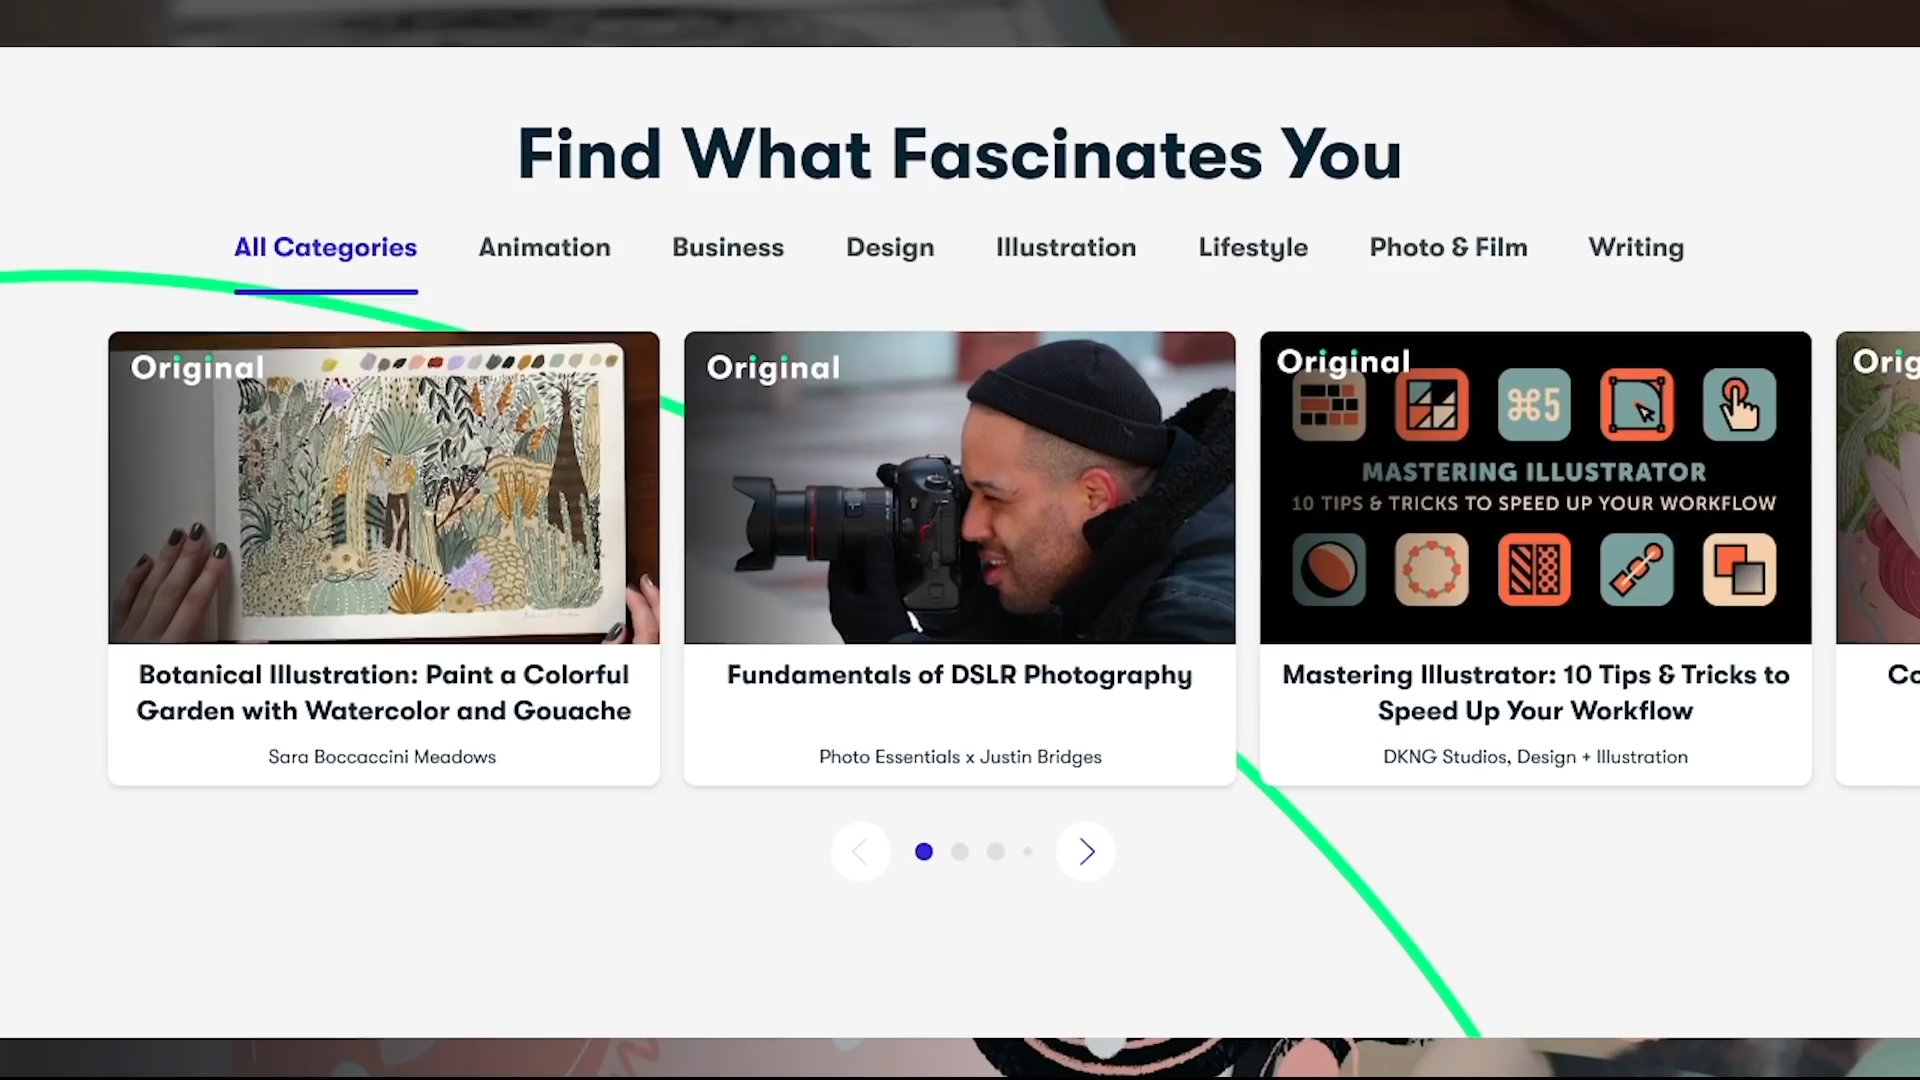 Find What Fascinates You
All Categories
Animation
Business
Design
Illustration
Lifestyle
Photo & Film
Writing
Original
Original
Original
⌘5
MASTERING ILLUSTRATOR
10 TIPS & TRICKS TO SPEED UP YOUR WORKFLOW
Botanical Illustration: Paint a Colorful
Garden with Watercolor and Gouache
Sara Boccaccini Meadows
Fundamentals of DSLR Photography
Photo Essentials x Justin Bridges
Mastering Illustrator: 10 Tips & Tricks to
Speed Up Your Workflow
DKNG Studios, Design + Illustration